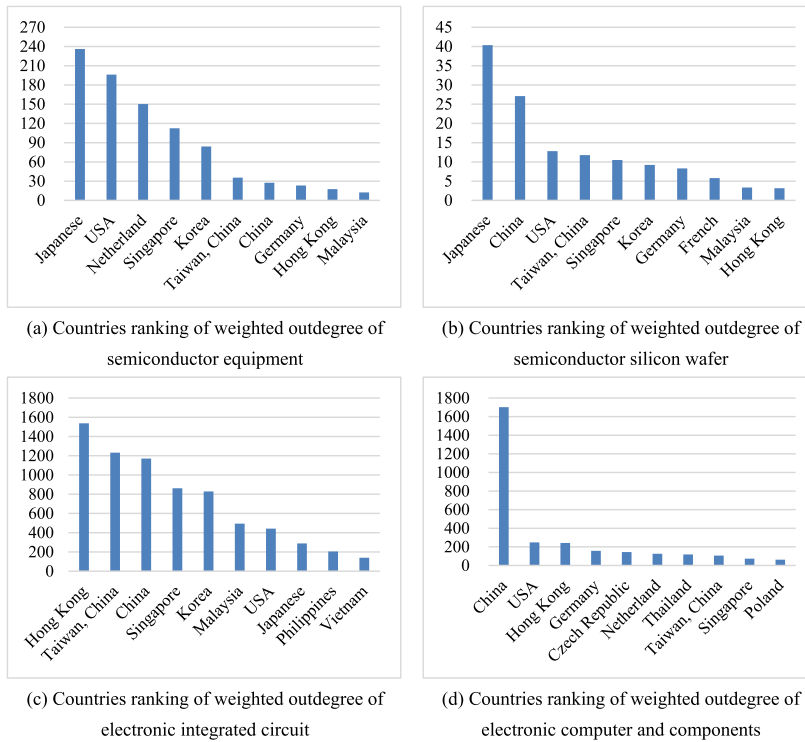 270
240
210
180
150
120
90
60
30
0
Japanese
USA
Netherland
Singapore
Korea
Taiwan, China
China
Germany
Hong Kong
Malaysia
(a) Countries ranking of weighted outdegree of
semiconductor equipment
45
40
35
30
25
20
15
10
5
0
Japanese
China
USA
Taiwan, China
Singapore
Korea
Germany
French
Malaysia
Hong Kong
(b) Countries ranking of weighted outdegree of
semiconductor silicon wafer
1800
1600
1400
1200
1000
800
600
400
200
0
Hong Kong
Taiwan, China
China
Singapore
Korea
Malaysia
USA
Japanese
Philippines
Vietnam
(c) Countries ranking of weighted outdegree of
electronic integrated circuit
1800
1600
1400
1200
1000
800
600
400
200
0
China
USA
Hong Kong
Germany
Czech Republic
Netherland
Thailand
Taiwan, China
Singapore
Poland
(d) Countries ranking of weighted outdegree of
electronic computer and components